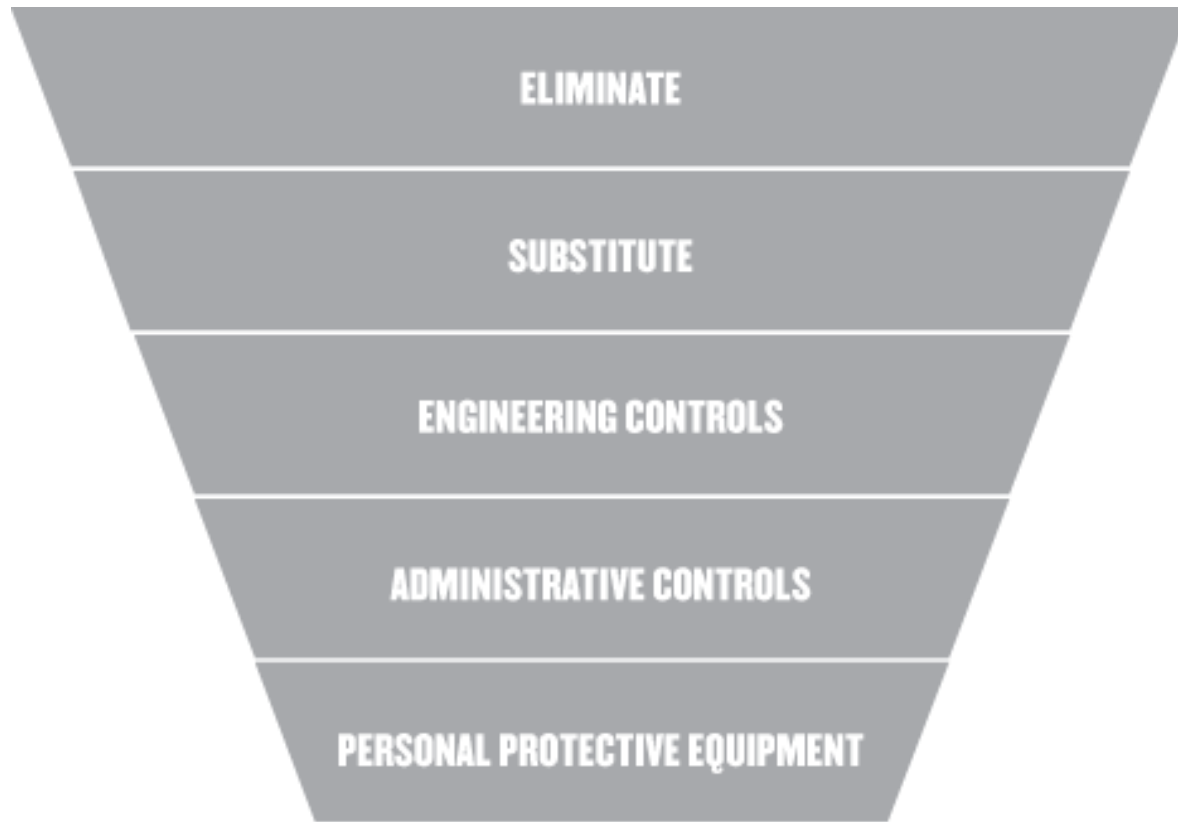 ELIMINATE
SUBSTITUTE
ENGINEERING CONTROLS
ADMINISTRATIVE CONTROLS
PERSONAL PROTECTIVE EQUIPMENT